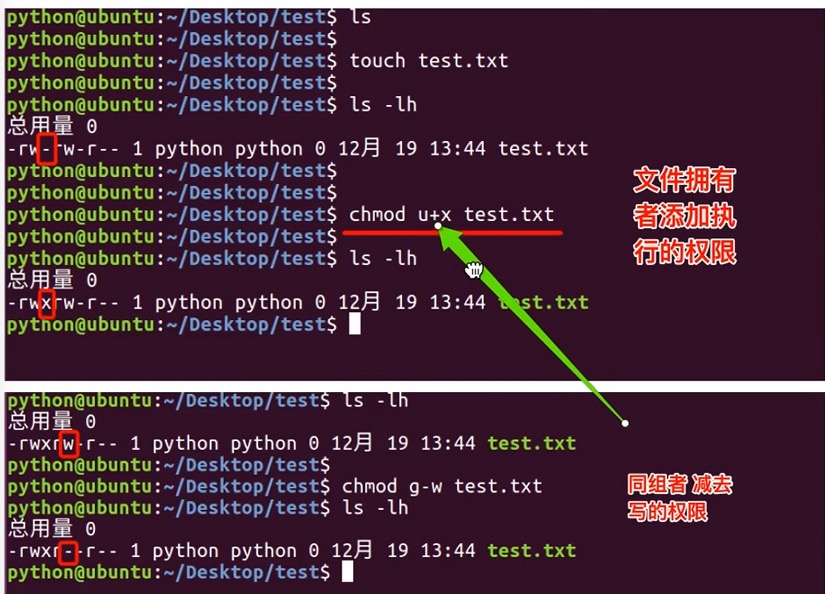 python@ubuntu:~/Desktop/test$ ls
python@ubuntu:~/Desktop/test$
python@ubuntu:~/Desktop/test$ touch test.txt
python@ubuntu:~/Desktop/test$
python@ubuntu:~/Desktop/test$ ls -lh
总用量 0
-rw-rw-r-- 1 python python 0 12月 19 13:44 test.txt
python@ubuntu:~/Desktop/test$
python@ubuntu:~/Desktop/test$
python@ubuntu:~/Desktop/test$ chmod u+x test.txt
python@ubuntu:~/Desktop/test$
python@ubuntu:~/Desktop/test$ ls -lh
总用量 0
-rwxrw-r-- 1 python python 0 12月 19 13:44 test.txt
python@ubuntu:~/Desktop/test$
文件拥有
者添加执
行的权限
python@ubuntu:~/Desktop/test$ ls -lh
总用量 0
-rwxrw-r-- 1 python python 0 12月 19 13:44 test.txt
python@ubuntu:~/Desktop/test$
python@ubuntu:~/Desktop/test$ chmod g-w test.txt
python@ubuntu:~/Desktop/test$ ls -lh
总用量 0
-rwxr--r-- 1 python python 0 12月 19 13:44 test.txt
python@ubuntu:~/Desktop/test$
同组者 减去
写的权限